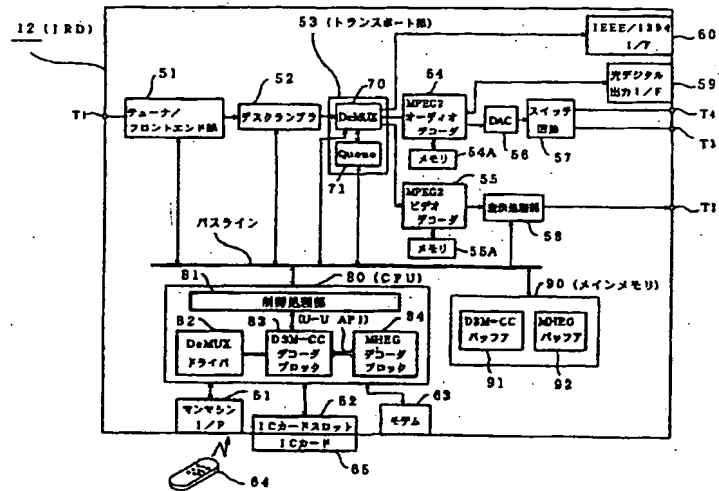 12 (IRD)
53 (トランスポート部)
IEEE/1394
I/F
60
51
52
70
54
光デジタル
出力I/F
59
T1
チューナ/
フロントエンド部
デスクランブラ
DeMUX
MPEG2
オーディオ
デコーダ
DAC
スイッチ
回路
T4
T3
Queue
71
メモリ
54A
56
57
55
MPEG2
ビデオ
デコーダ
58
T2
メモリ
55A
バスライン
81
80 (CPU)
90 (メインメモリ)
制御処理部
82
83
(U-U API)
84
DeMUX
ドライバ
DSM-CC
デコーダ
ブロック
MHEG
デコーダ
ブロック
DSM-CC
バッファ
MHEG
バッファ
91
92
マンマシン
I/F
61
62
63
ICカードスロット
モデム
ICカード
64
65